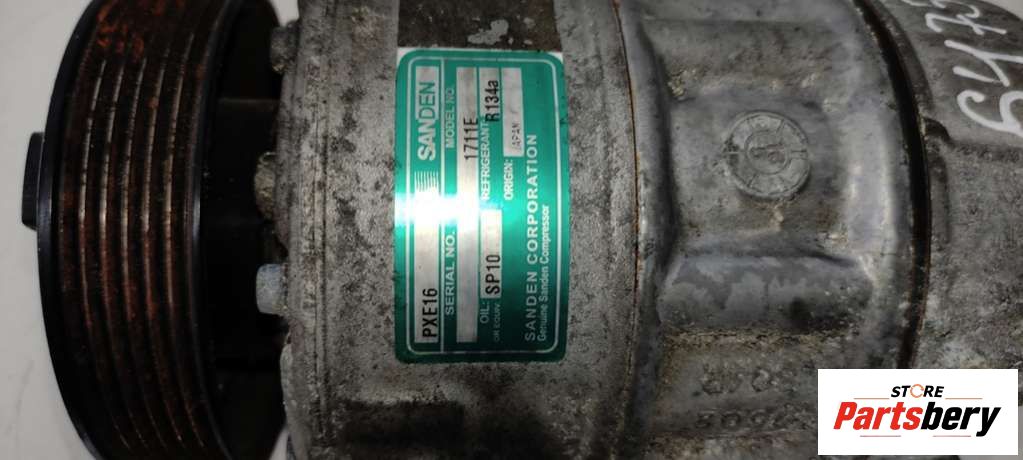 SANDEN
MODEL NO.
1711E
PXE16
SERIAL NO.
REFRIGERANT: R134a
OIL: SP10
OR EQUIV.
ORIGIN: JAPAN
SANDEN CORPORATION
Genuine Sanden Compressor
STORE
Partsbery